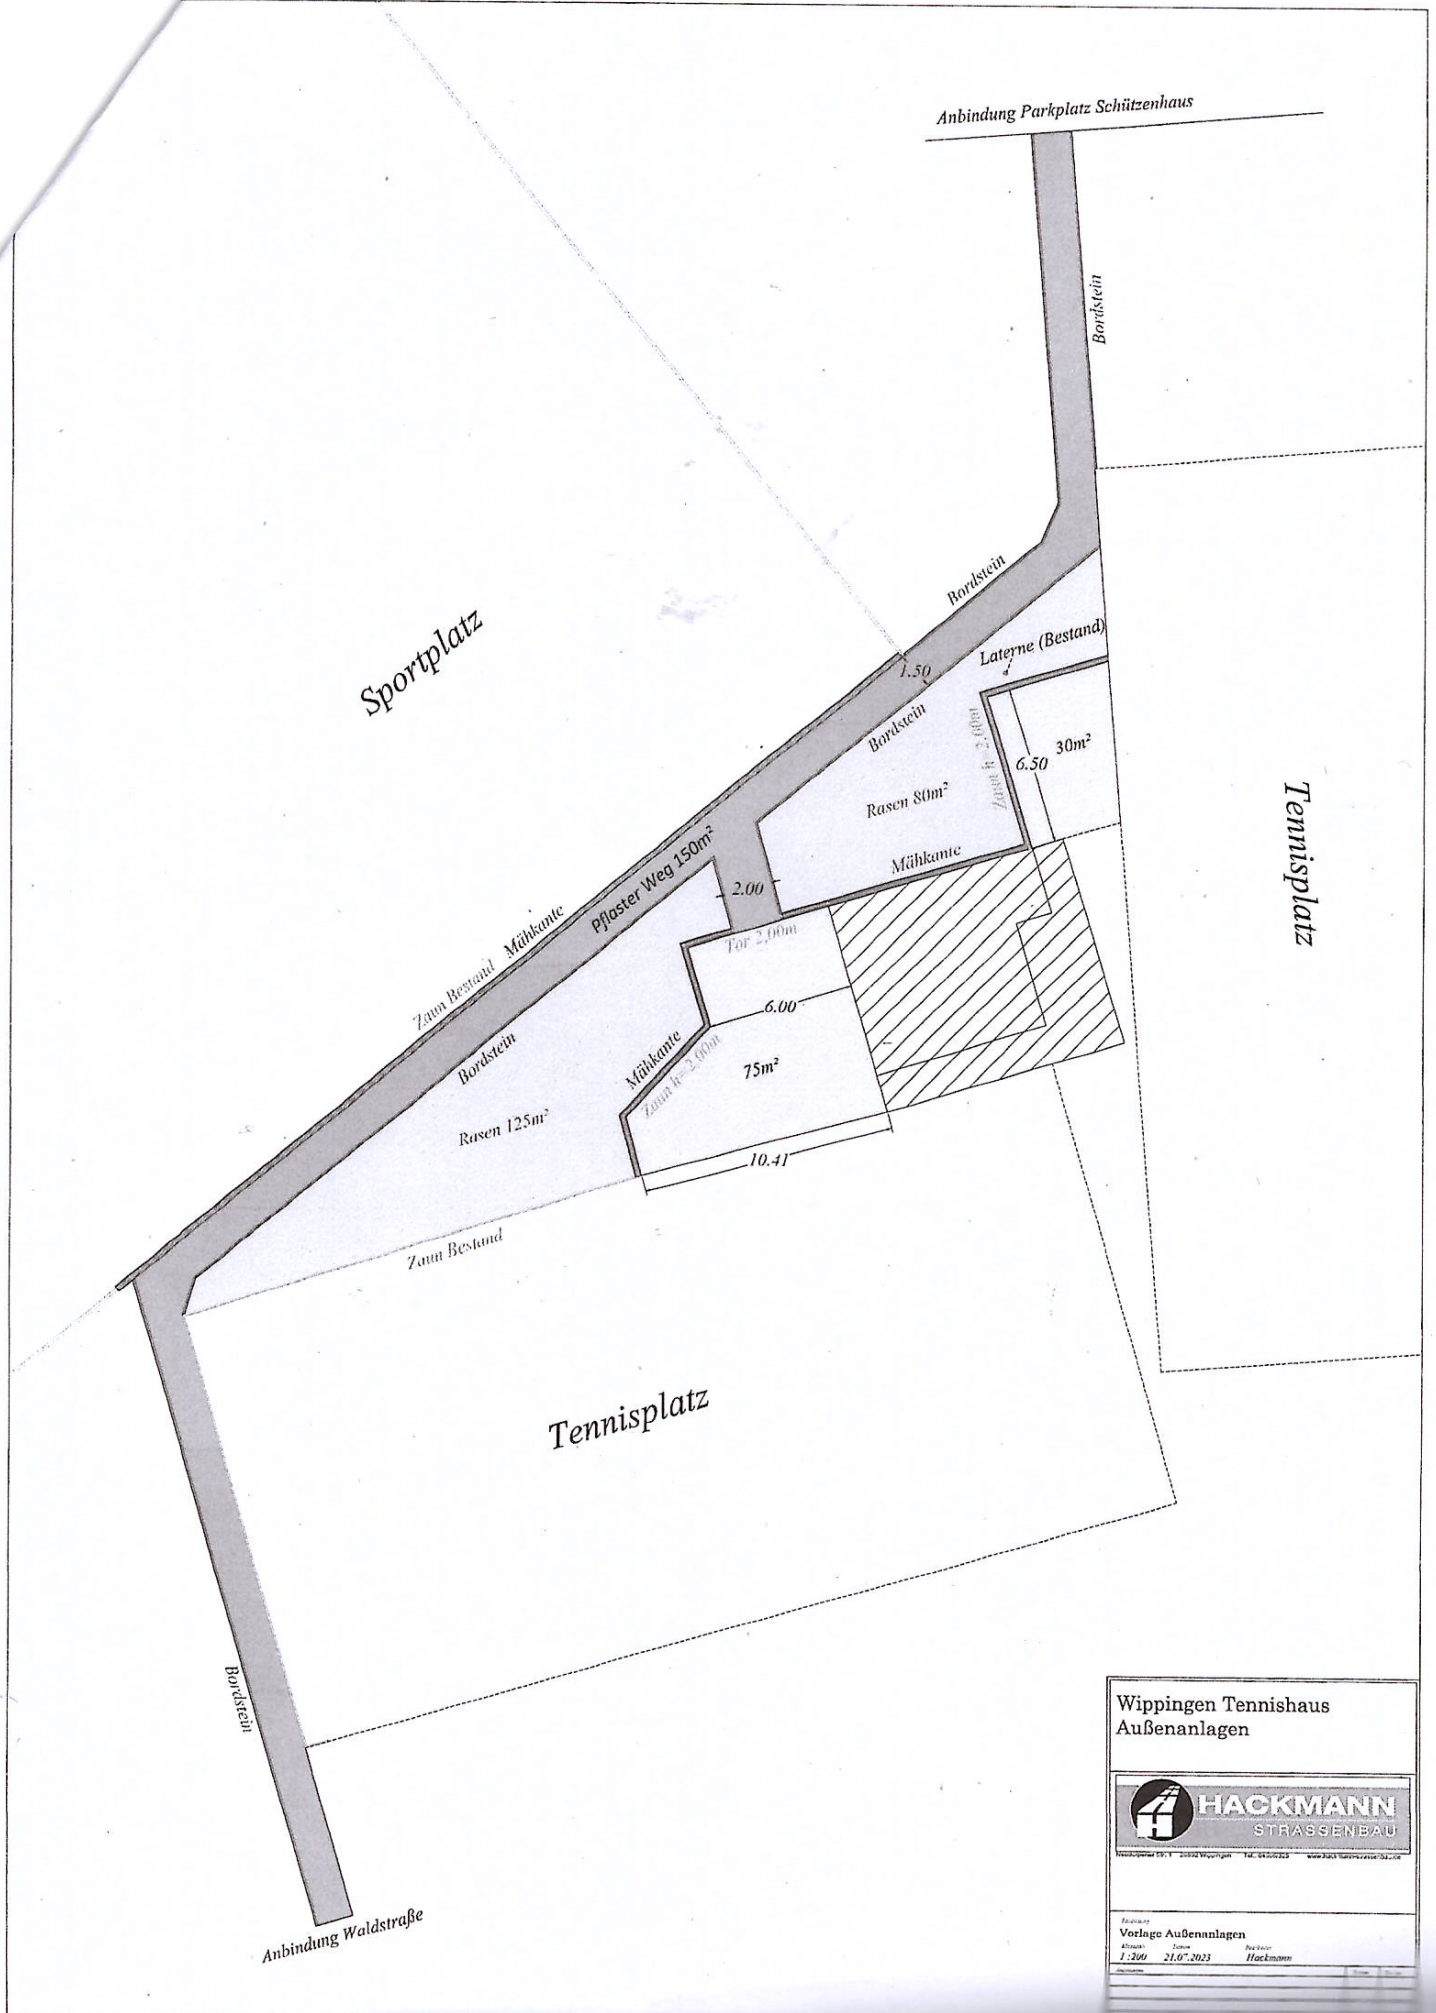 Anbindung Parkplatz Schützenhaus
Bordstein
Bordstein
Sportplatz
Laterne (Bestand)
1.50
Bordstein
Zaun h=2,00m
6.50
30m²
Rasen 80m²
Tennisplatz
Mähkante
Pflaster Weg 150m²
2.00
Mähkante
Zaun Bestand
Tor 2,00m
6.00
Bordstein
Mähkante
Zaun h=2,00m
75m²
Rasen 125m²
10.41
Zaun Bestand
Tennisplatz
Bordstein
Anbindung Waldstraße
Wippingen Tennishaus
Außenanlagen
HACKMANN
STRASSENBAU
Vorlage Außenanlagen
1:200 21.07.2023 Hackmann